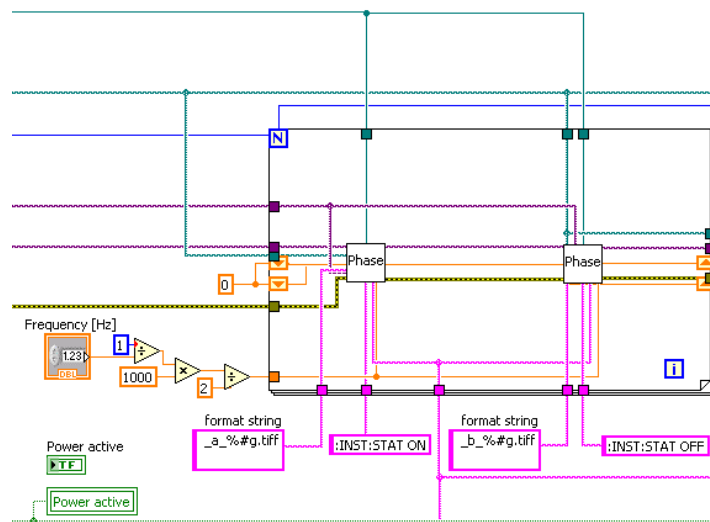 N
Phase
Phase
0
Frequency [Hz]
1.23
DBL
1
÷
1000
×
2
÷
i
format string
_a_%#g.tiff
:INST:STAT ON
format string
_b_%#g.tiff
:INST:STAT OFF
Power active
TF
Power active